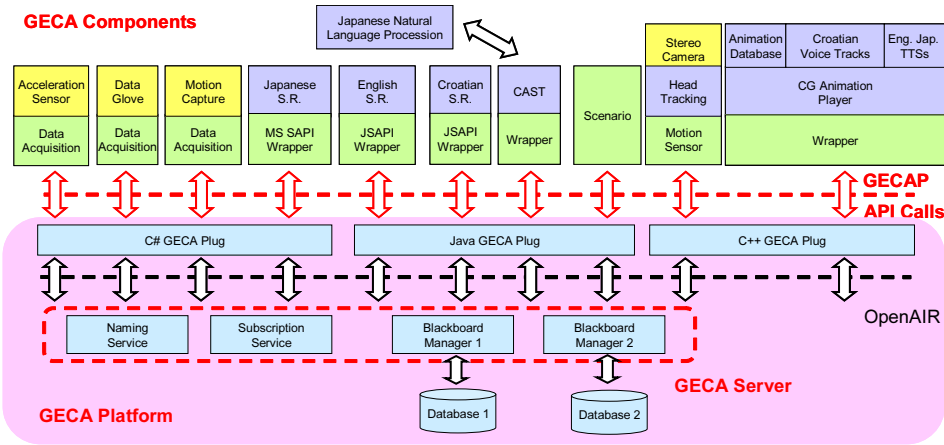 GECA Components
Japanese Natural
Language Procession
Stereo
Camera
Animation
Database
Croatian
Voice Tracks
Eng. Jap.
TTSs
Acceleration
Sensor
Data
Glove
Motion
Capture
Japanese
S.R.
English
S.R.
Croatian
S.R.
CAST
Scenario
Head
Tracking
CG Animation
Player
Data
Acquisition
Data
Acquisition
Data
Acquisition
MS SAPI
Wrapper
JSAPI
Wrapper
JSAPI
Wrapper
Wrapper
Motion
Sensor
Wrapper
GECAP
API Calls
C# GECA Plug
Java GECA Plug
C++ GECA Plug
OpenAIR
Naming
Service
Subscription
Service
Blackboard
Manager 1
Blackboard
Manager 2
GECA Server
GECA Platform
Database 1
Database 2